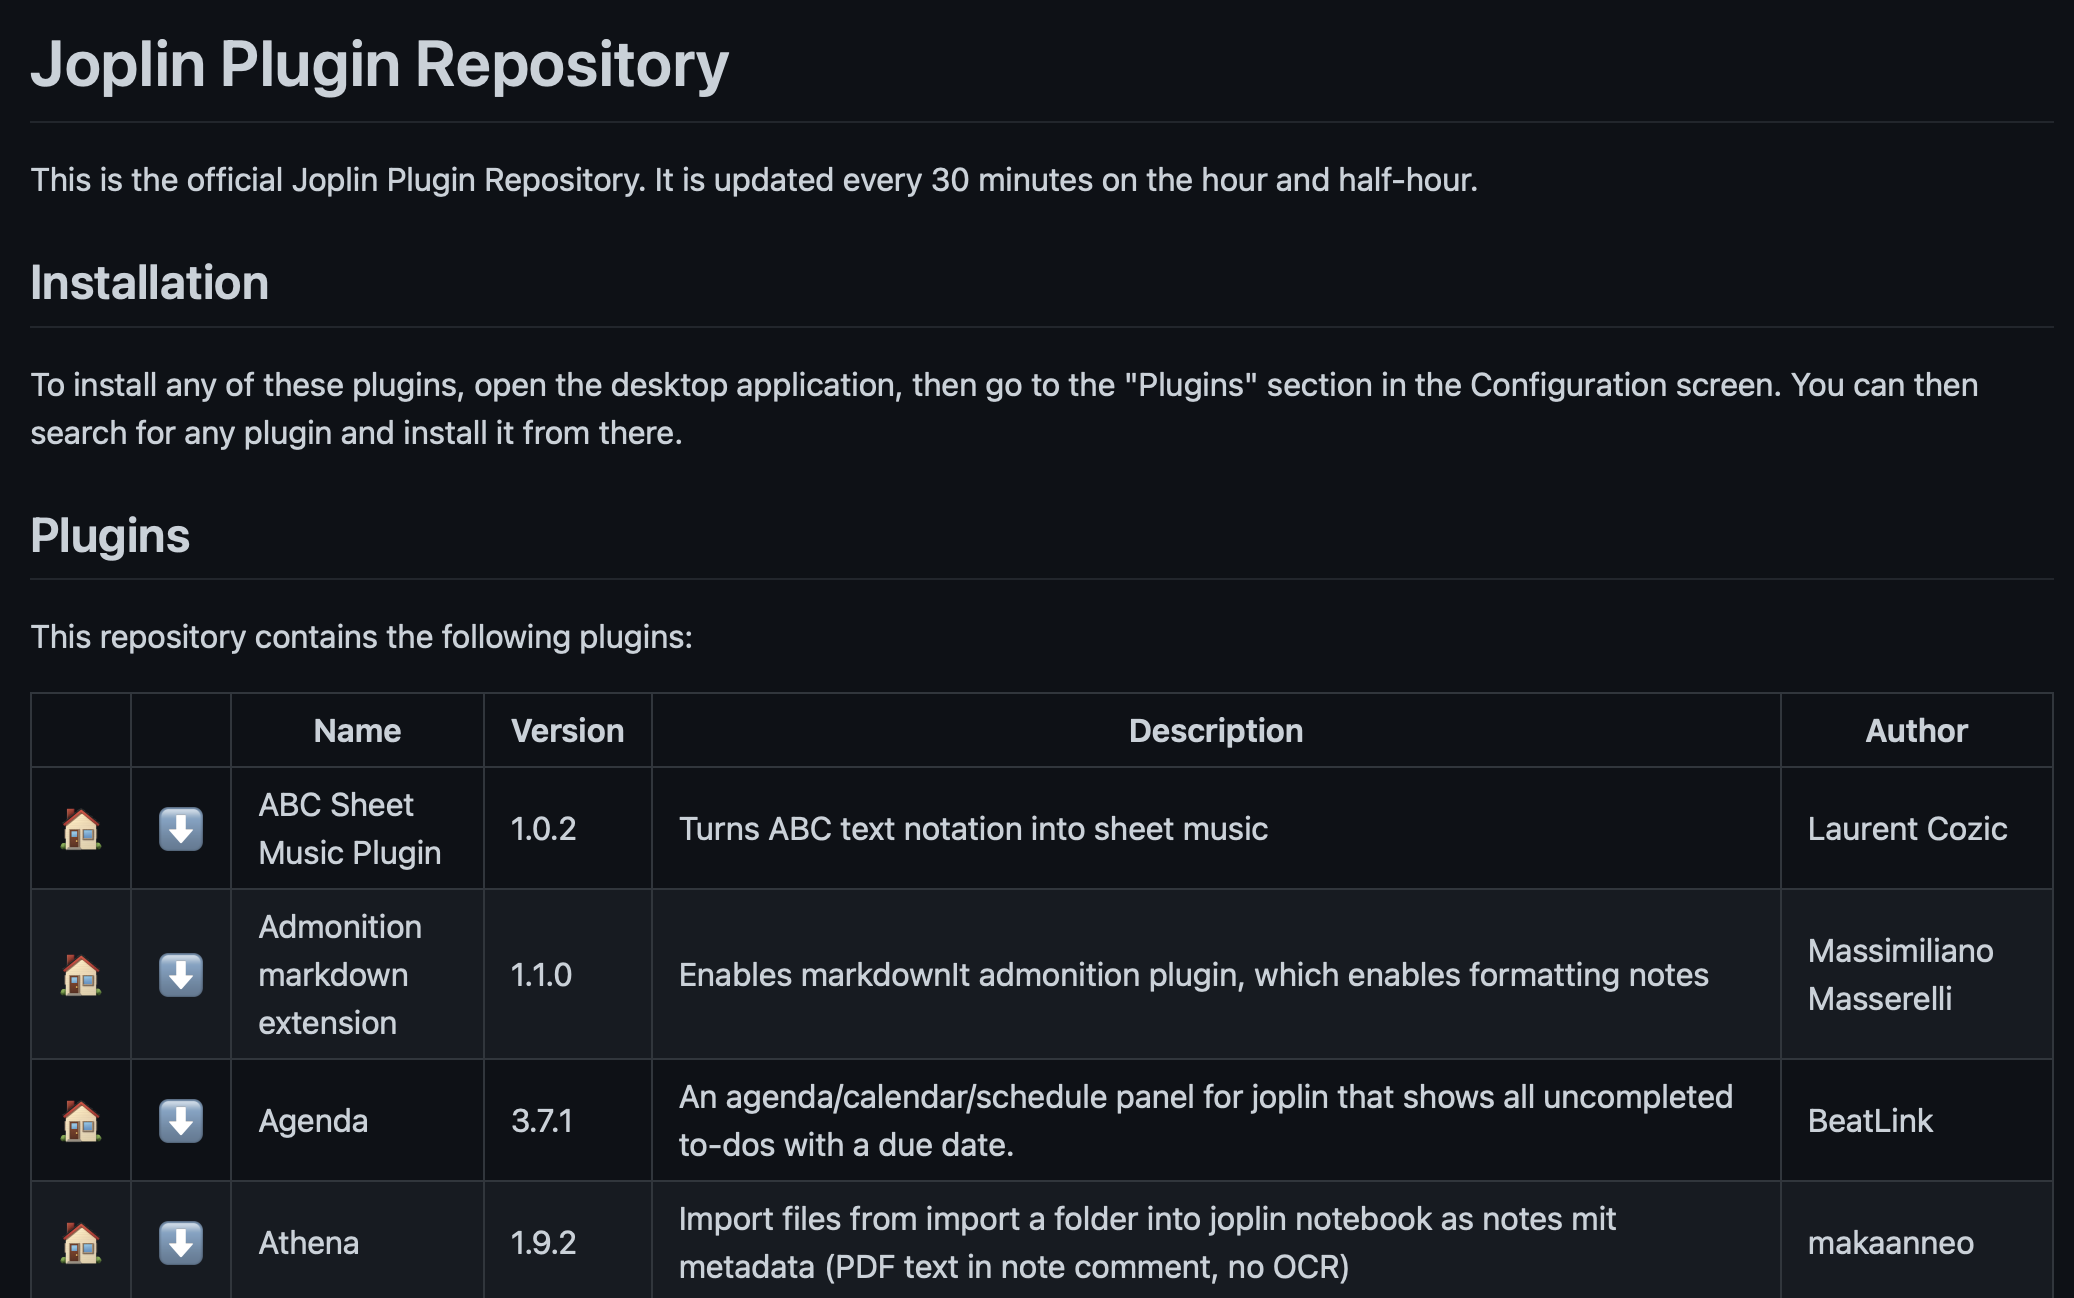 Joplin Plugin Repository
This is the official Joplin Plugin Repository. It is updated every 30 minutes on the hour and half-hour.
Installation
To install any of these plugins, open the desktop application, then go to the "Plugins" section in the Configuration screen. You can then
search for any plugin and install it from there.
Plugins
This repository contains the following plugins:
Name Version Description Author
ABC Sheet
Music Plugin
1.0.2
Turns ABC text notation into sheet music
Laurent Cozic
Admonition
markdown
extension
1.1.0
Enables markdownIt admonition plugin, which enables formatting notes
Massimiliano
Masserelli
Agenda
3.7.1
An agenda/calendar/schedule panel for joplin that shows all uncompleted
to-dos with a due date.
BeatLink
Athena
1.9.2
Import files from import a folder into joplin notebook as notes mit
metadata (PDF text in note comment, no OCR)
makaanneo